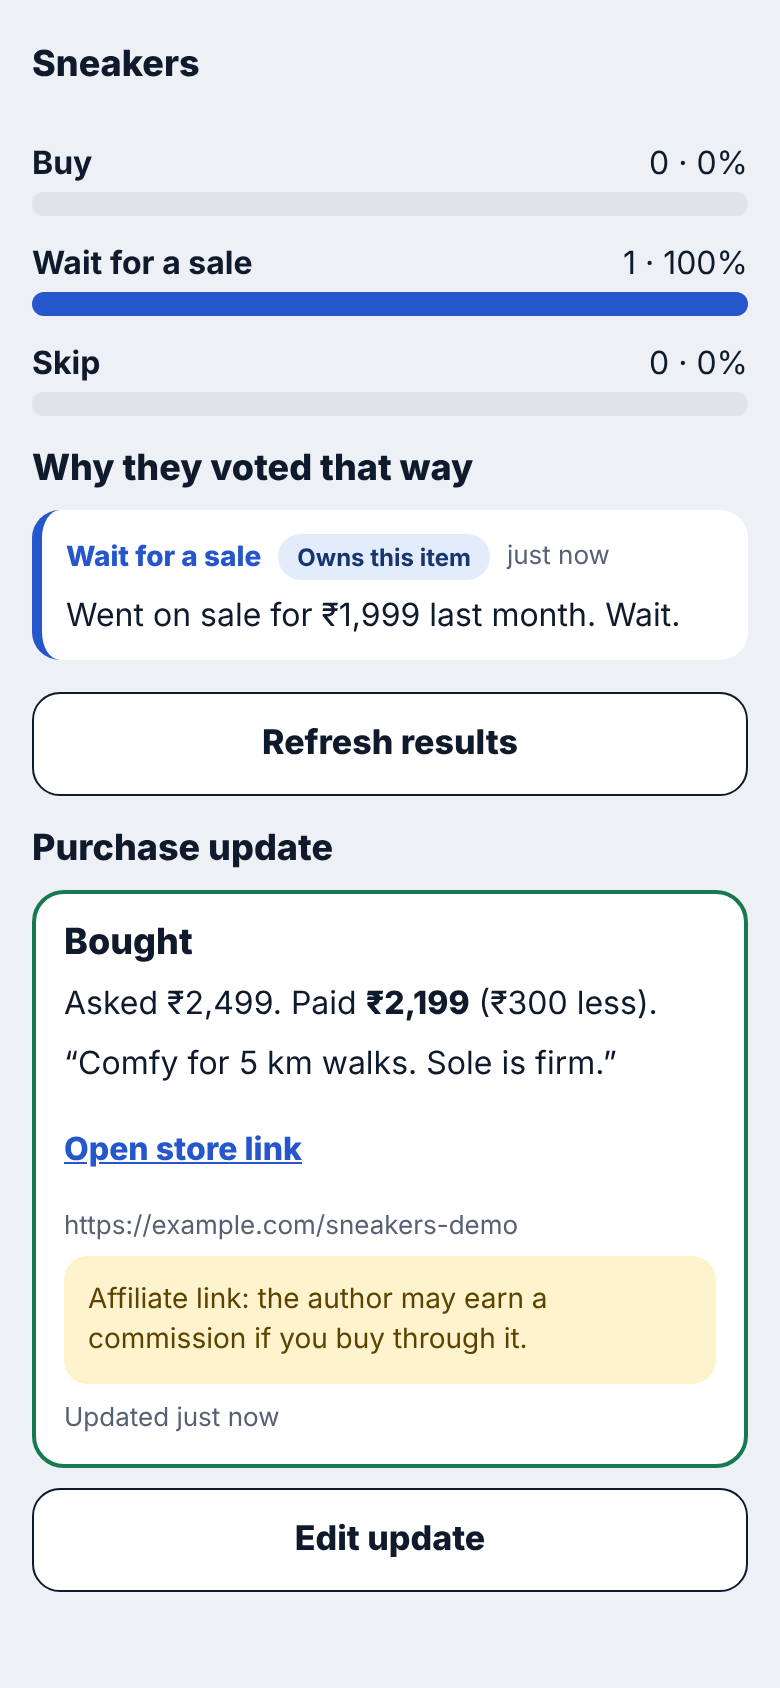 Sneakers
Buy 0 · 0%
Wait for a sale 1 · 100%
Skip 0 · 0%
Why they voted that way
Wait for a sale Owns this item just now
Went on sale for ₹1,999 last month. Wait.
Refresh results
Purchase update
Bought
Asked ₹2,499. Paid ₹2,199 (₹300 less).
“Comfy for 5 km walks. Sole is firm.”
Open store link
https://example.com/sneakers-demo
Affiliate link: the author may earn a
commission if you buy through it.
Updated just now
Edit update